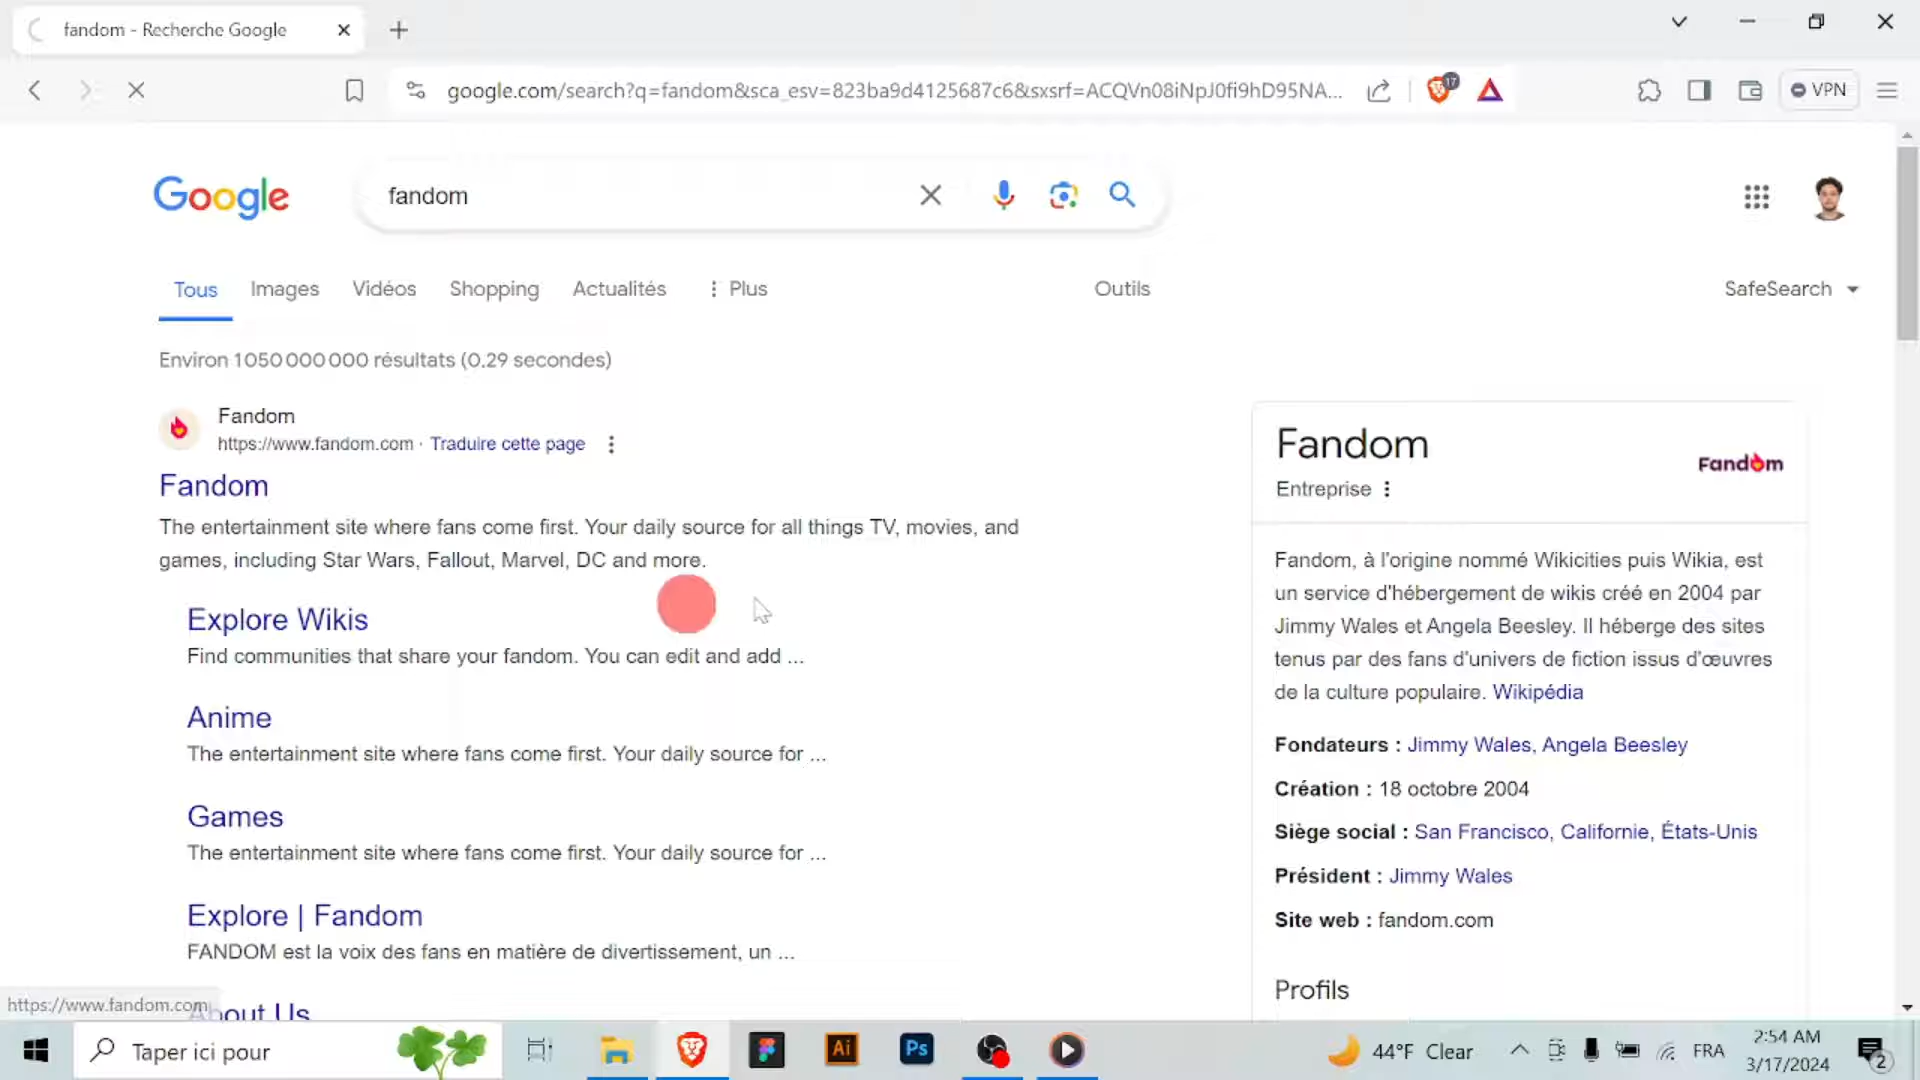 fandom - Recherche Google
google.com/search?q=fandom&sca_esv=823ba9d4125687c6&sxsrf=ACQVn08iNpJ0fi9hD95NA...
17
VPN
Google
fandom
Tous
Images
Vidéos
Shopping
Actualités
Plus
Outils
SafeSearch
Environ 1 050 000 000 résultats (0.29 secondes)
Fandom
https://www.fandom.com · Traduire cette page
Fandom
The entertainment site where fans come first. Your daily source for all things TV, movies, and
games, including Star Wars, Fallout, Marvel, DC and more.
Explore Wikis
Find communities that share your fandom. You can edit and add ...
Anime
The entertainment site where fans come first. Your daily source for ...
Games
The entertainment site where fans come first. Your daily source for ...
Explore | Fandom
FANDOM est la voix des fans en matière de divertissement, un ...
About Us
https://www.fandom.com
Fandom
Fandom
Entreprise
Fandom, à l'origine nommé Wikicities puis Wikia, est
un service d'hébergement de wikis créé en 2004 par
Jimmy Wales et Angela Beesley. Il héberge des sites
tenus par des fans d'univers de fiction issus d'œuvres
de la culture populaire. Wikipédia
Fondateurs : Jimmy Wales, Angela Beesley
Création : 18 octobre 2004
Siège social : San Francisco, Californie, États-Unis
Président : Jimmy Wales
Site web : fandom.com
Profils
Taper ici pour
Ai
Ps
44°F Clear
FRA
2:54 AM
3/17/2024
2